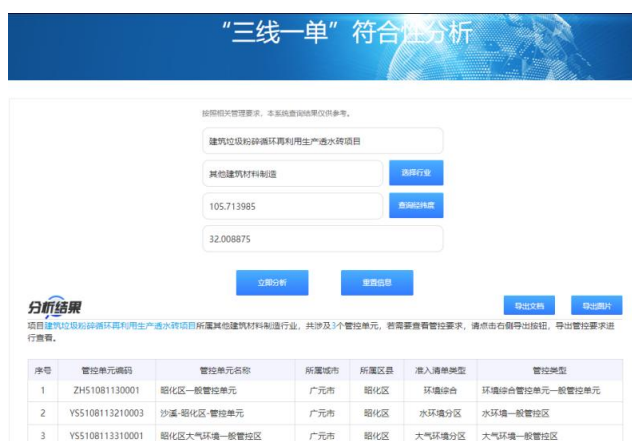 “三线一单”符合性分析
按照相关管理要求，本系统查询结果仅供参考。
建筑垃圾粉碎循环再利用生产透水砖项目
其他建筑材料制造
选择行业
105.713985
查询经纬度
32.008875
立即分析
重置信息
分析结果
导出文档
导出图片
项目建筑垃圾粉碎循环再利用生产透水砖项目所属其他建筑材料制造行业，共涉及3个管控单元，若需要查看管控要求，请点击右侧导出按钮，导出管控要求进
行查看。
序号 管控单元编码 管控单元名称 所属城市 所属区县 准入清单类型 管控类型
1 ZH51081130001 昭化区一般管控单元 广元市 昭化区 环境综合 环境综合管控单元一般管控单元
2 YS5108113210003 沙溪-昭化区-管控单元 广元市 昭化区 水环境分区 水环境一般管控区
3 YS5108113310001 昭化区大气环境一般管控区 广元市 昭化区 大气环境分区 大气环境一般管控区